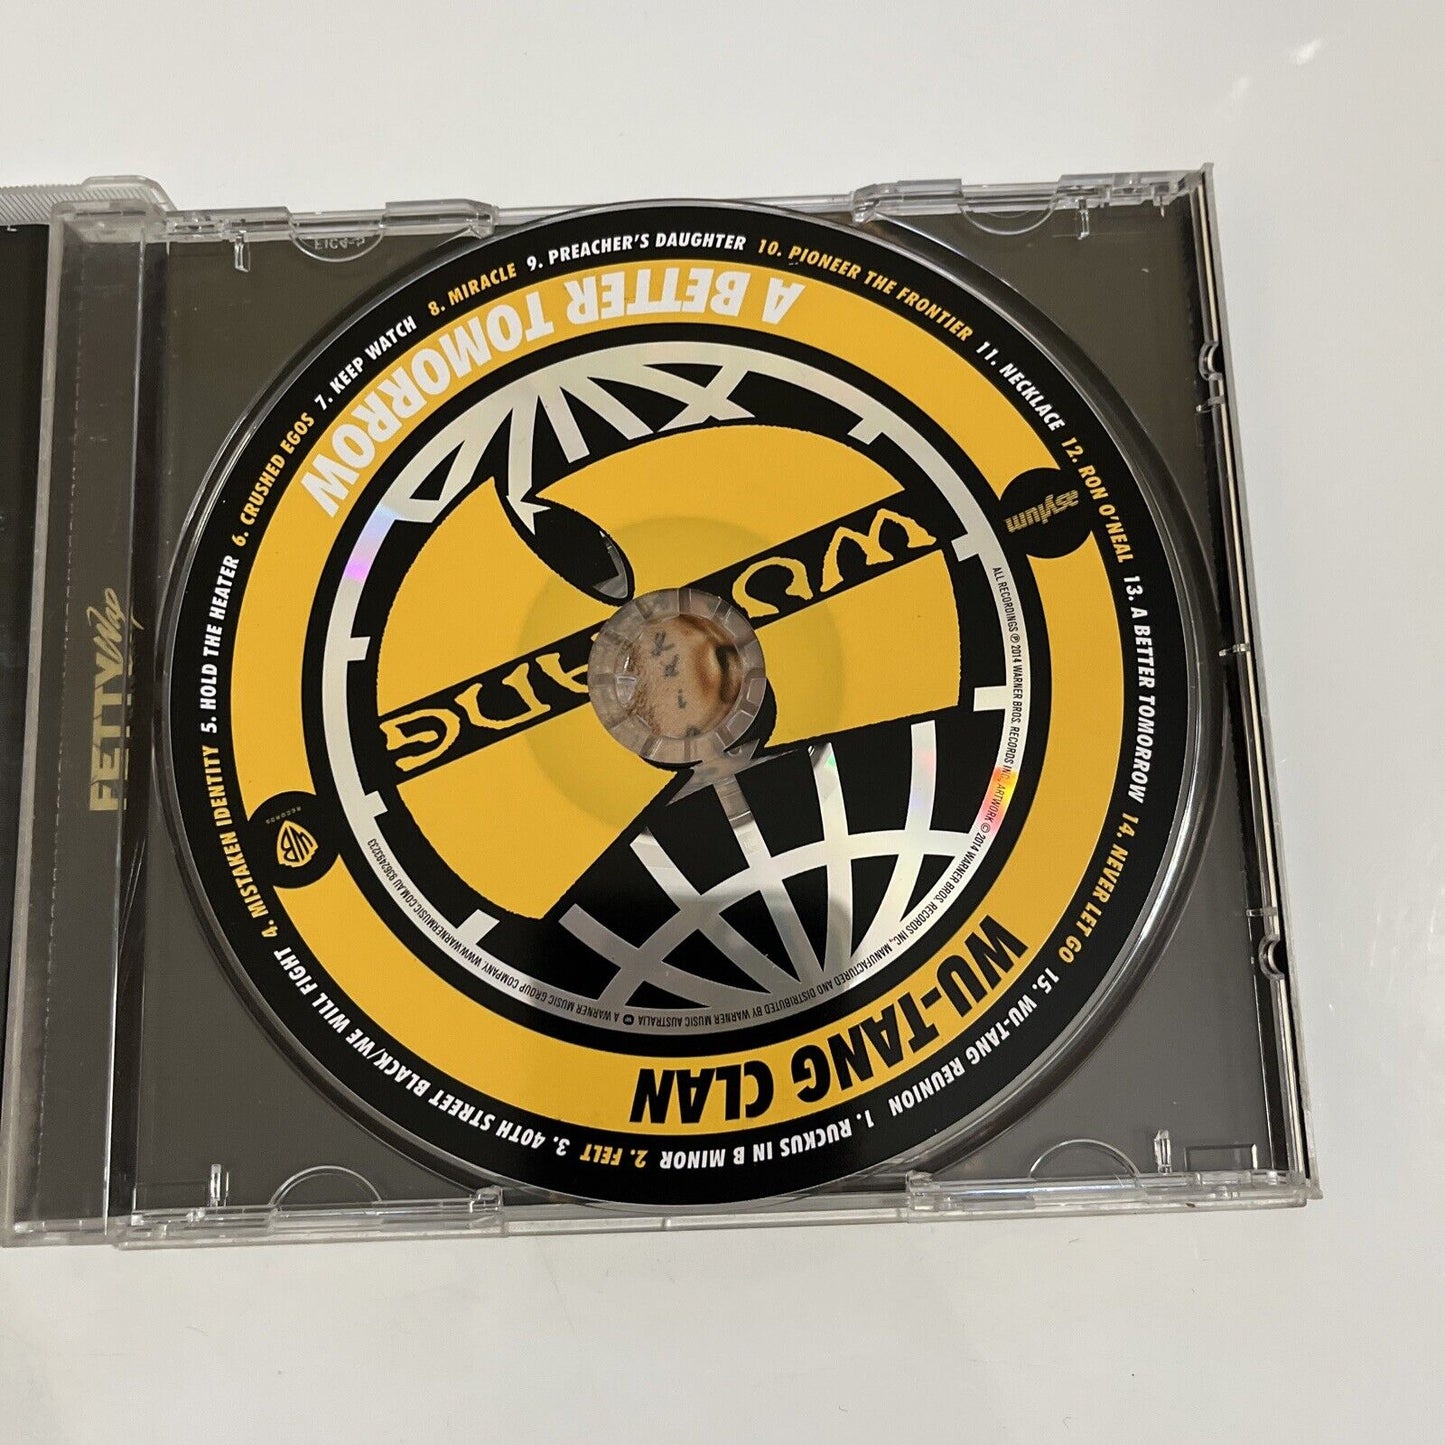 WU-TANG CLAN
A BETTER TOMORROW
WU-TANG
1. RUCKUS IN B MINOR
2. FELT
3. 40TH STREET BLACK/WE WILL FIGHT
4. MISTAKEN IDENTITY
5. HOLD THE HEATER
6. CRUSHED EGOS
7. KEEP WATCH
8. MIRACLE
9. PREACHER'S DAUGHTER
10. PIONEER THE FRONTIER
11. NECKLACE
12. RON O'NEAL
13. A BETTER TOMORROW
14. NEVER LET GO
15. WU-TANG REUNION
asylum
WB
RECORDS
ALL RECORDINGS ℗ 2014 WARNER BROS. RECORDS INC., ARTWORK © 2014 WARNER BROS. RECORDS INC., MANUFACTURED AND DISTRIBUTED BY WARNER MUSIC AUSTRALIA A WARNER MUSIC GROUP COMPANY. WWW.WARNERMUSIC.COM.AU 9362493233
FETTY Wap